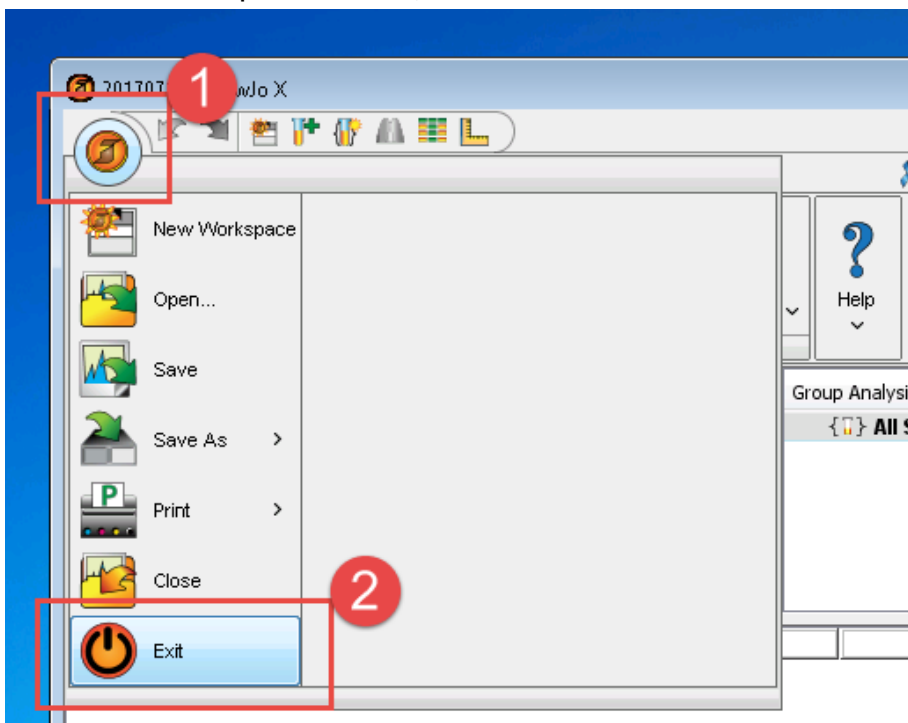 1
wJo X
New Workspace
Open...
Save
Save As
Print
Close
2
Exit
Help
Group Analysi
All